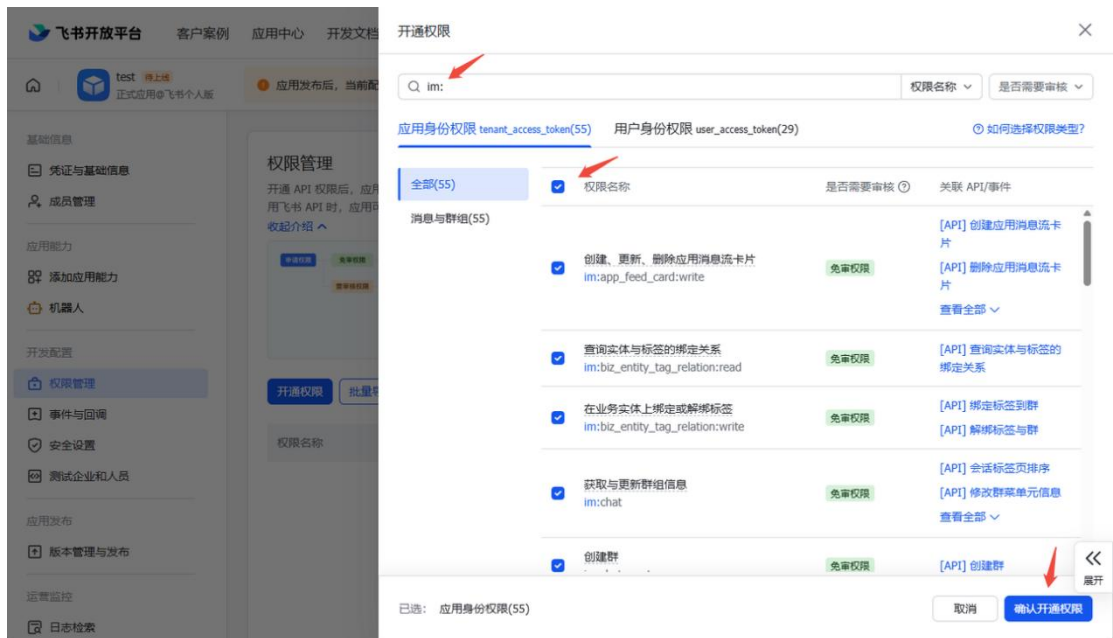 飞书开放平台
客户案例
应用中心
开发文档
test 待上线
正式应用@飞书个人版
应用发布后，当前配
基础信息
凭证与基础信息
成员管理
应用能力
添加应用能力
机器人
开发配置
权限管理
事件与回调
安全设置
测试企业和人员
应用发布
版本管理与发布
运营监控
日志检索
权限管理
开通 API 权限后，应用
用飞书 API 时，应用可
收起介绍
申请权限
免审权限
需审核权限
开通权限
批量导
权限名称
开通权限
im:
权限名称
是否需要审核
应用身份权限 tenant_access_token(55)
用户身份权限 user_access_token(29)
如何选择权限类型?
全部(55)
消息与群组(55)
权限名称
是否需要审核
关联 API/事件
创建、更新、删除应用消息流卡片
im:app_feed_card:write
免审权限
[API] 创建应用消息流卡
片
[API] 删除应用消息流卡
片
查看全部
查询实体与标签的绑定关系
im:biz_entity_tag_relation:read
免审权限
[API] 查询实体与标签的
绑定关系
在业务实体上绑定或解绑标签
im:biz_entity_tag_relation:write
免审权限
[API] 绑定标签到群
[API] 解绑标签与群
获取与更新群组信息
im:chat
免审权限
[API] 会话标签页排序
[API] 修改群菜单元信息
查看全部
创建群
免审权限
[API] 创建群
展开
已选: 应用身份权限(55)
取消
确认开通权限